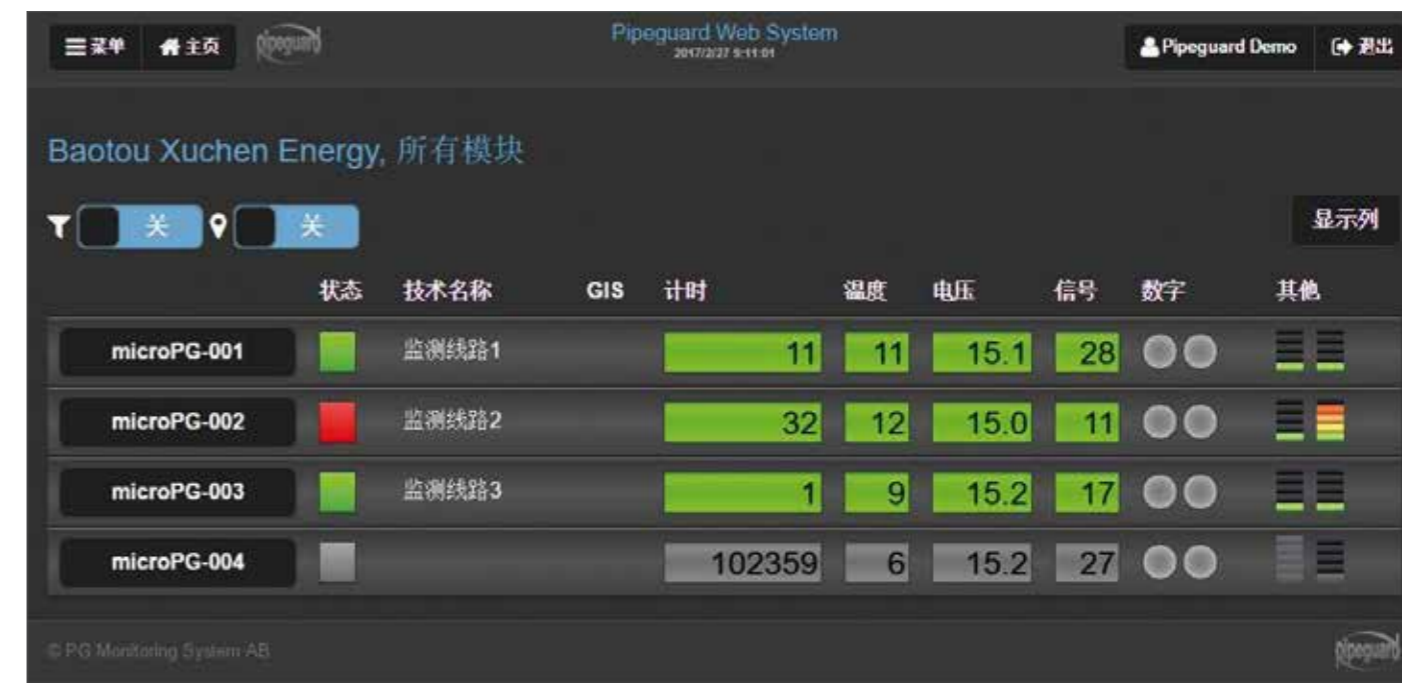 菜单 主页 pipeguard Pipeguard Web System Pipeguard Demo 退出
2017/2/27 9:11:01
Baotou Xuchen Energy, 所有模块
关 关 显示列
状态 技术名称 GIS 计时 温度 电压 信号 数字 其他
microPG-001 监测线路1 11 11 15.1 28
microPG-002 监测线路2 32 12 15.0 11
microPG-003 监测线路3 1 9 15.2 17
microPG-004 102359 6 15.2 27
© PG Monitoring System AB pipeguard